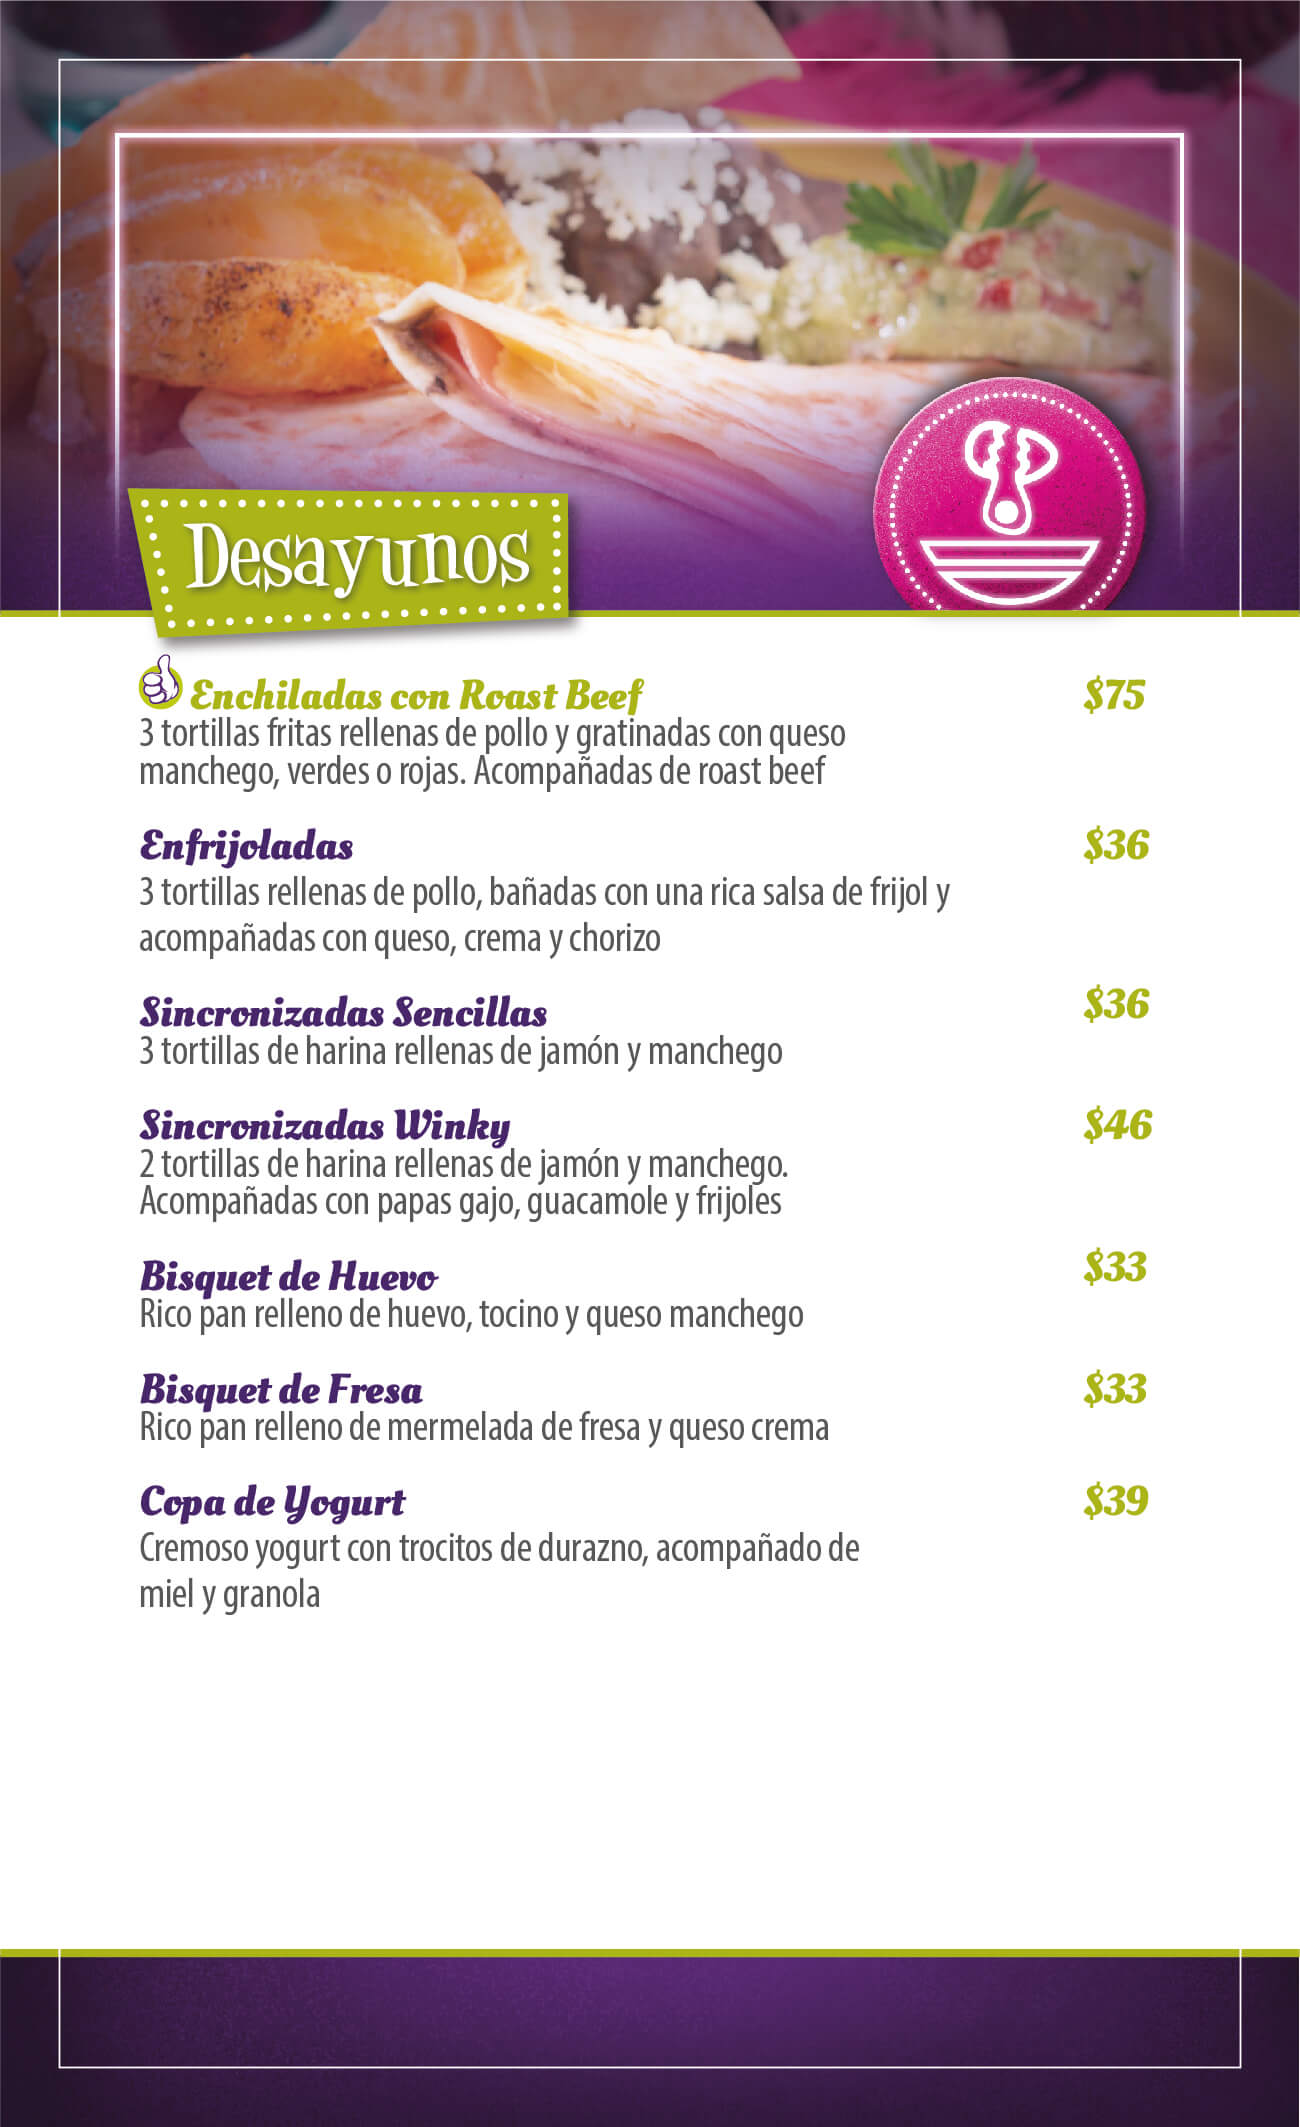 Desayunos
Enchiladas con Roast Beef $75
3 tortillas fritas rellenas de pollo y gratinadas con queso
manchego, verdes o rojas. Acompañadas de roast beef
Enfrijoladas $36
3 tortillas rellenas de pollo, bañadas con una rica salsa de frijol y
acompañadas con queso, crema y chorizo
Sincronizadas Sencillas $36
3 tortillas de harina rellenas de jamón y manchego
Sincronizadas Winky $46
2 tortillas de harina rellenas de jamón y manchego.
Acompañadas con papas gajo, guacamole y frijoles
Bisquet de Huevo $33
Rico pan relleno de huevo, tocino y queso manchego
Bisquet de Fresa $33
Rico pan relleno de mermelada de fresa y queso crema
Copa de Yogurt $39
Cremoso yogurt con trocitos de durazno, acompañado de
miel y granola